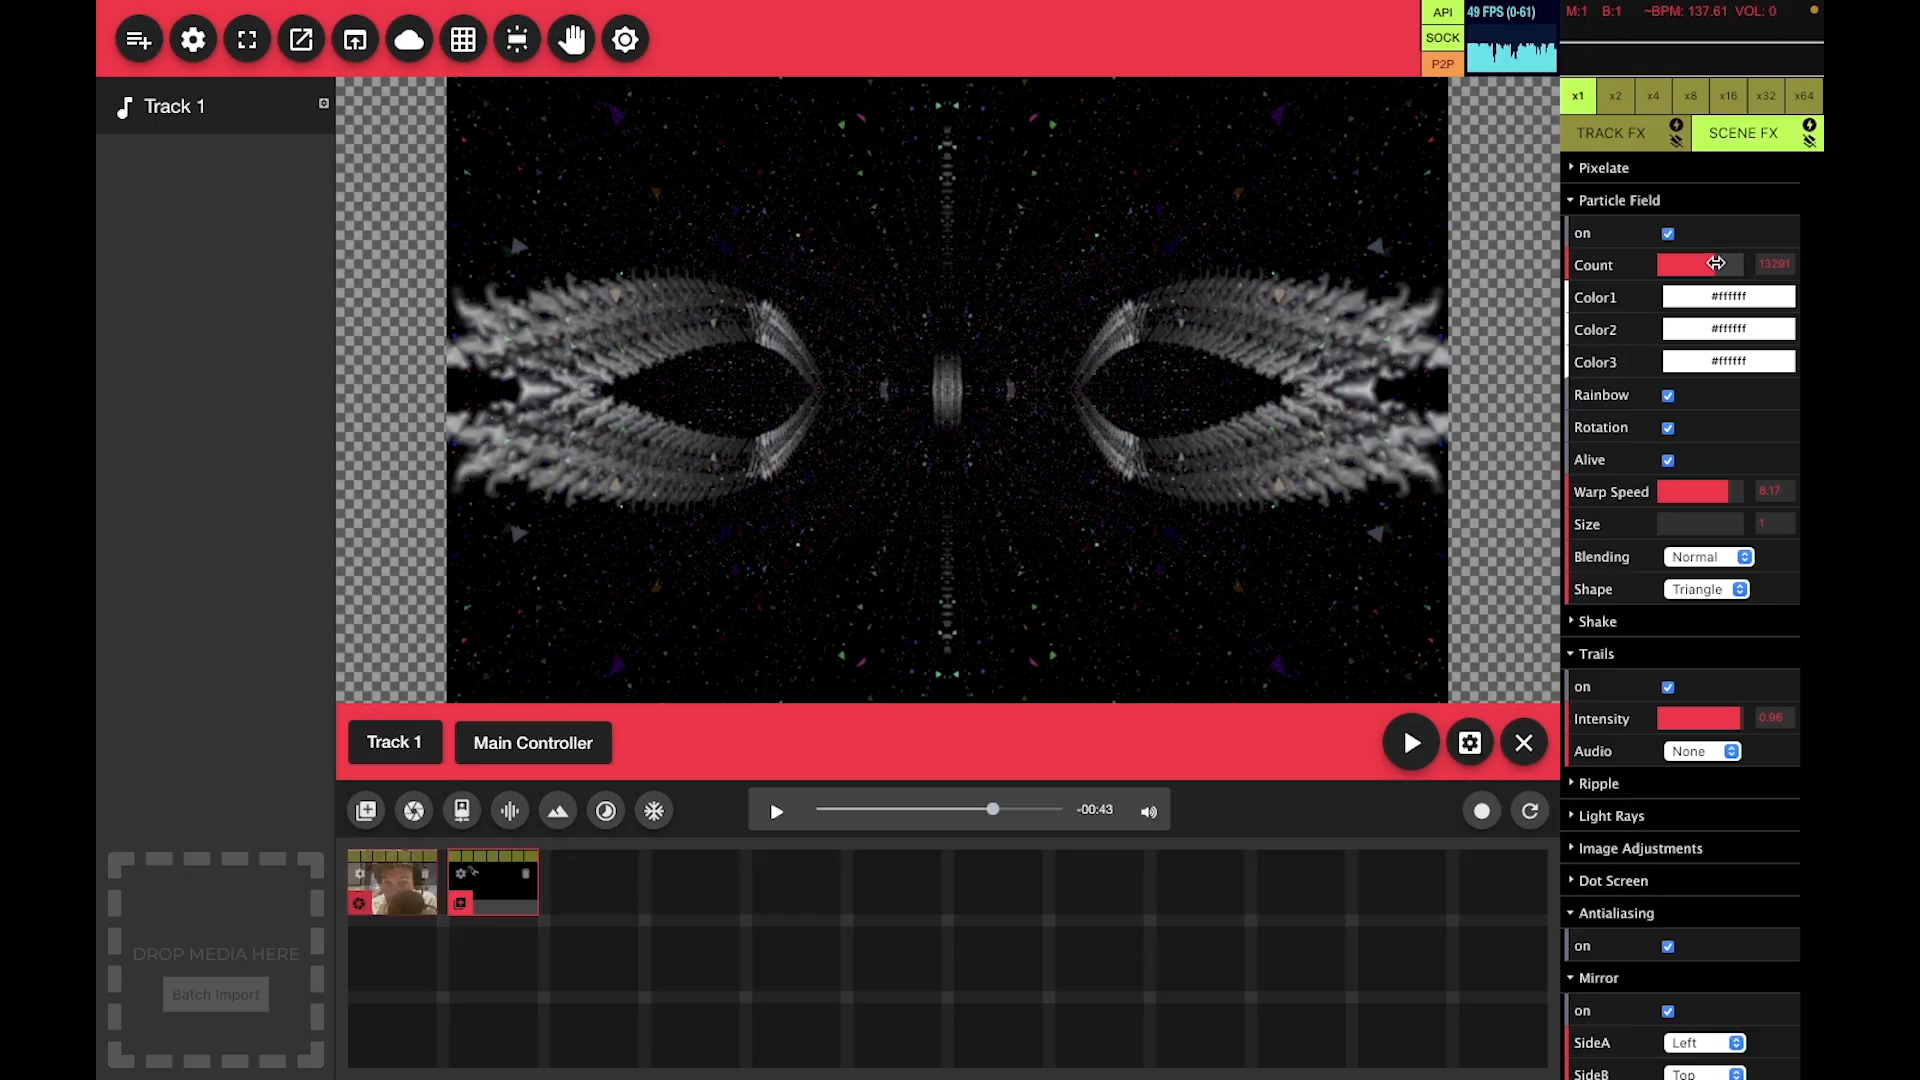 API
SOCK
P2P
49 FPS (0-61)
M:1 B:1 ~BPM: 137.61 VOL: 0
Track 1
x1 x2 x4 x8 x16 x32 x64
TRACK FX
SCENE FX
Pixelate
Particle Field
on
Count 13291
Color1 #ffffff
Color2 #ffffff
Color3 #ffffff
Rainbow
Rotation
Alive
Warp Speed 8.17
Size 1
Blending Normal
Shape Triangle
Shake
Trails
on
Intensity 0.96
Audio None
Ripple
Light Rays
Image Adjustments
Dot Screen
Antialiasing
on
Mirror
on
SideA Left
SideB Top
Track 1
Main Controller
-00:43
DROP MEDIA HERE
Batch Import